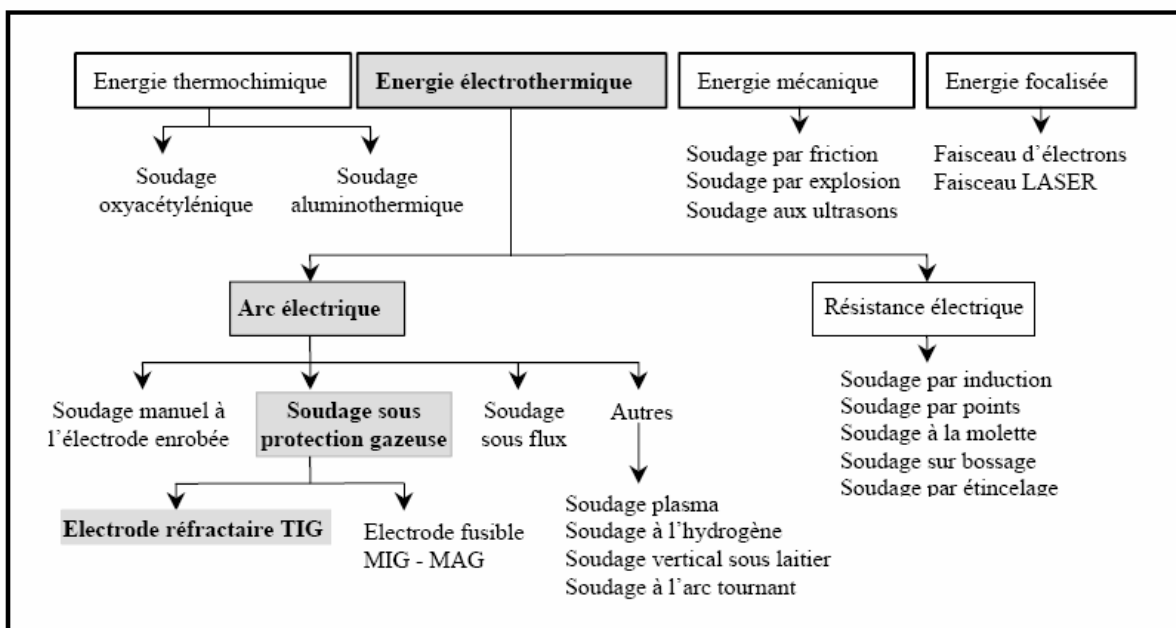 Energie thermochimique
Energie électrothermique
Energie mécanique
Energie focalisée
Soudage
oxyacétylénique
Soudage
aluminothermique
Soudage par friction
Soudage par explosion
Soudage aux ultrasons
Faisceau d’électrons
Faisceau LASER
Arc électrique
Résistance électrique
Soudage manuel à
l’électrode enrobée
Soudage sous
protection gazeuse
Soudage
sous flux
Autres
Soudage par induction
Soudage par points
Soudage à la molette
Soudage sur bossage
Soudage par étincelage
Electrode réfractaire TIG
Electrode fusible
MIG - MAG
Soudage plasma
Soudage à l’hydrogène
Soudage vertical sous laitier
Soudage à l’arc tournant